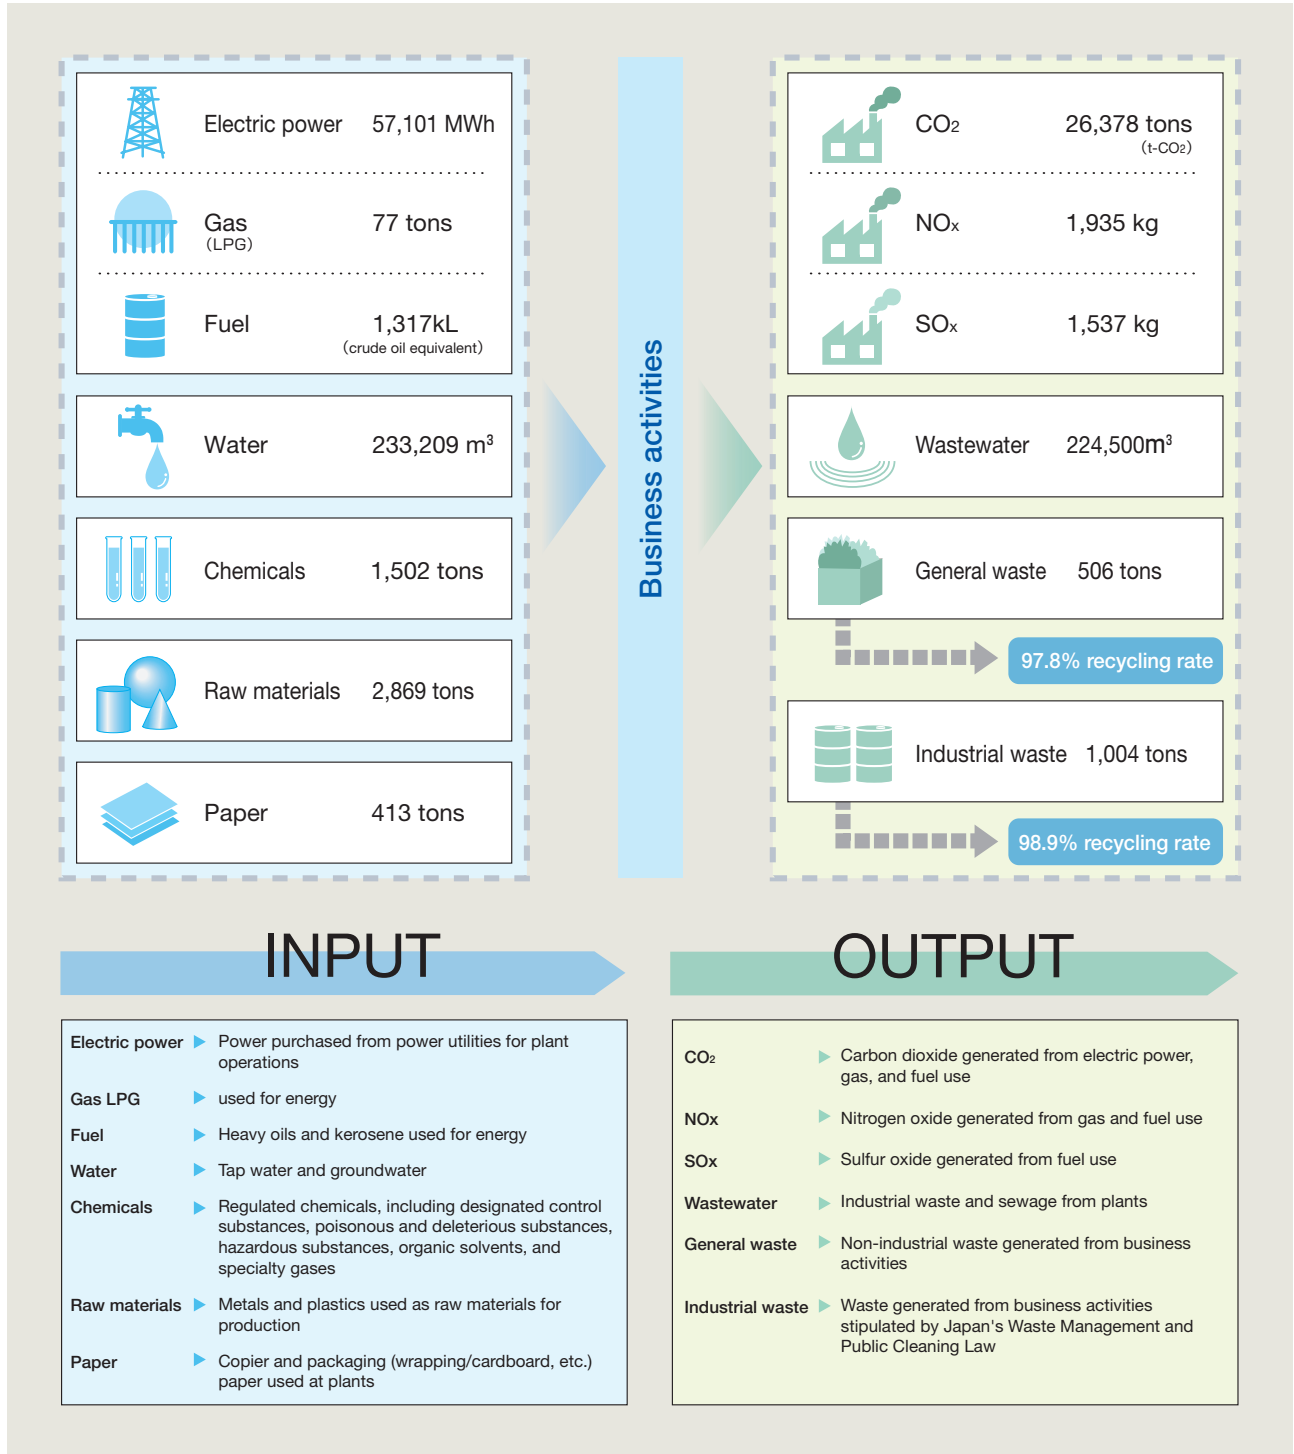 Electric power 57,101 MWh
Gas 77 tons
(LPG)
Fuel 1,317kL
(crude oil equivalent)
Water 233,209 m³
Chemicals 1,502 tons
Raw materials 2,869 tons
Paper 413 tons
Business activities
CO₂ 26,378 tons
(t-CO₂)
NOx 1,935 kg
SOx 1,537 kg
Wastewater 224,500m³
General waste 506 tons
97.8% recycling rate
Industrial waste 1,004 tons
98.9% recycling rate
INPUT
Electric power Power purchased from power utilities for plant
operations
Gas LPG used for energy
Fuel Heavy oils and kerosene used for energy
Water Tap water and groundwater
Chemicals Regulated chemicals, including designated control
substances, poisonous and deleterious substances,
hazardous substances, organic solvents, and
specialty gases
Raw materials Metals and plastics used as raw materials for
production
Paper Copier and packaging (wrapping/cardboard, etc.)
paper used at plants
OUTPUT
CO₂ Carbon dioxide generated from electric power,
gas, and fuel use
NOx Nitrogen oxide generated from gas and fuel use
SOx Sulfur oxide generated from fuel use
Wastewater Industrial waste and sewage from plants
General waste Non-industrial waste generated from business
activities
Industrial waste Waste generated from business activities
stipulated by Japan's Waste Management and
Public Cleaning Law